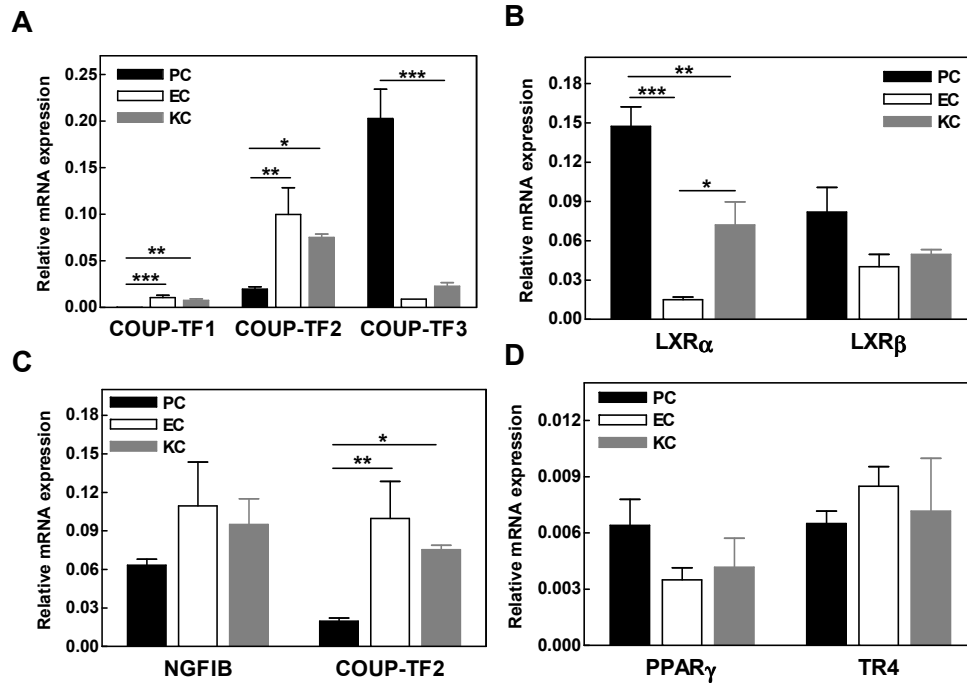 A
Relative mRNA expression
0.25
0.20
0.15
0.10
0.05
0.00
PC
EC
KC
***
**
*
**
***
COUP-TF1 COUP-TF2 COUP-TF3
B
Relative mRNA expression
0.18
0.15
0.12
0.09
0.06
0.03
0.00
PC
EC
KC
**
***
*
LXRα LXRβ
C
Relative mRNA expression
0.18
0.15
0.12
0.09
0.06
0.03
0.00
PC
EC
KC
*
**
NGFIB COUP-TF2
D
Relative mRNA expression
0.012
0.009
0.006
0.003
0.000
PC
EC
KC
PPARγ TR4